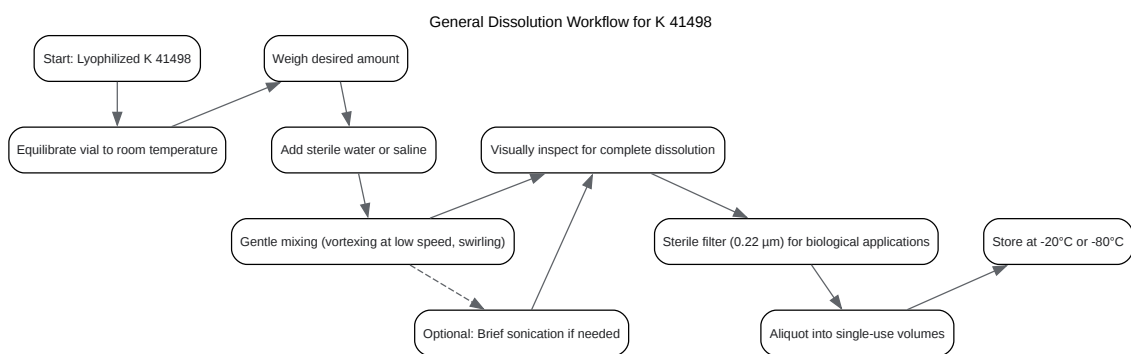 General Dissolution Workflow for K 41498
Start: Lyophilized K 41498
Weigh desired amount
Equilibrate vial to room temperature
Add sterile water or saline
Visually inspect for complete dissolution
Gentle mixing (vortexing at low speed, swirling)
Sterile filter (0.22 µm) for biological applications
Store at -20°C or -80°C
Optional: Brief sonication if needed
Aliquot into single-use volumes